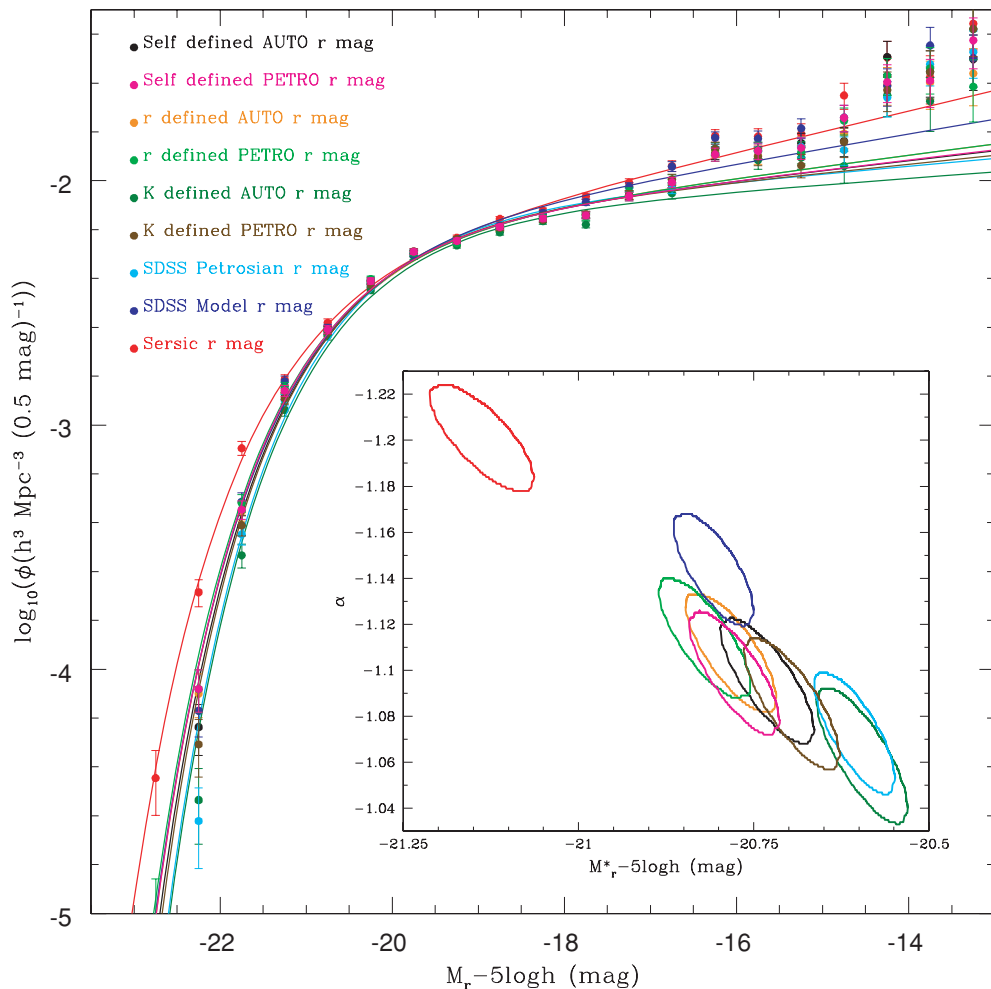 Self defined AUTO r mag
Self defined PETRO r mag
r defined AUTO r mag
r defined PETRO r mag
K defined AUTO r mag
K defined PETRO r mag
SDSS Petrosian r mag
SDSS Model r mag
Sersic r mag
log₁₀(ϕ(h³ Mpc⁻³ (0.5 mag)⁻¹))
-2
-3
-4
-5
-22
-20
-18
-16
-14
Mᵣ-5logh (mag)
α
-1.22
-1.2
-1.18
-1.16
-1.14
-1.12
-1.1
-1.08
-1.06
-1.04
-21.25
-21
-20.75
-20.5
M*ᵣ-5logh (mag)